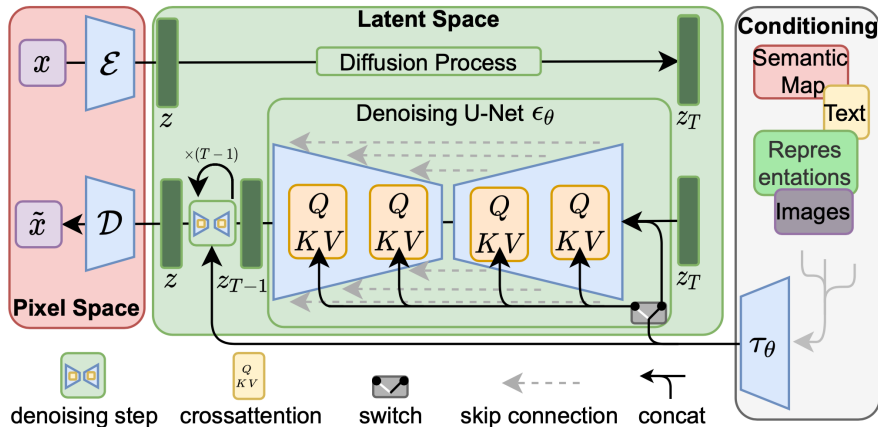 Latent Space
Conditioning
x
ℰ
Diffusion Process
z
z_T
Semantic
Map
Text
Repres
entations
Images
Denoising U-Net ϵ_θ
×(T−1)
Q
KV
Q
KV
Q
KV
Q
KV
x̃
𝒟
z
z_{T−1}
z_T
Pixel Space
τ_θ
Q
KV
denoising step
crossattention
switch
skip connection
concat